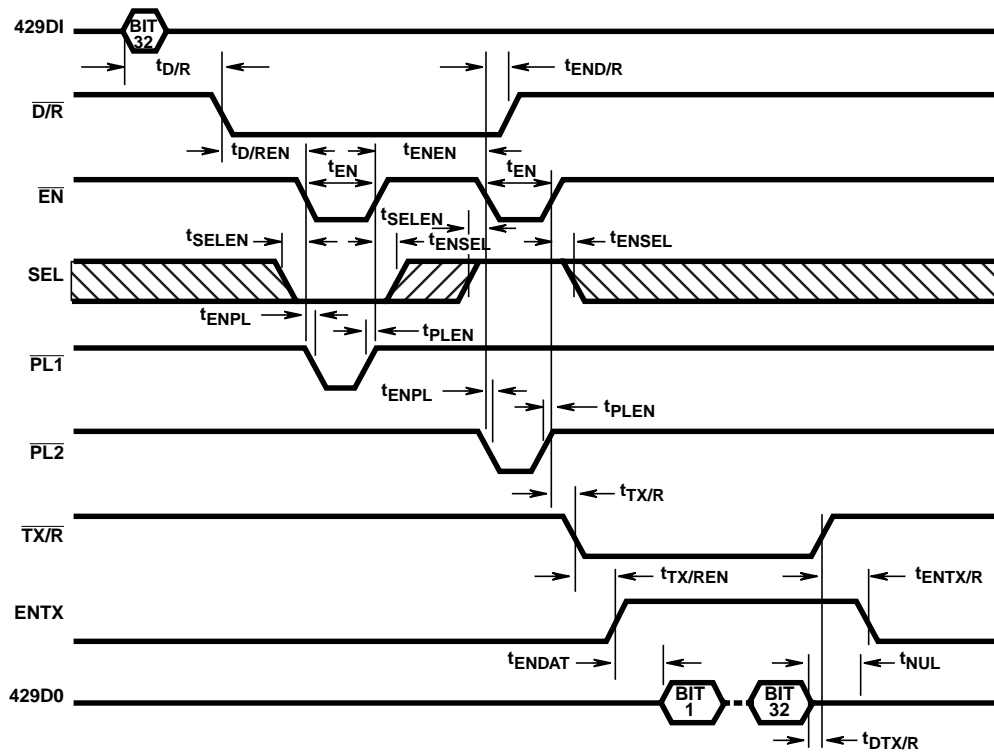 429DI
BIT
32
tD/R
tEND/R
D/R
tD/REN
tEN
tENEN
tEN
EN
tSELEN
tSELEN
tENSEL
tENSEL
SEL
tENPL
tPLEN
PL1
tENPL
tPLEN
PL2
tTX/R
TX/R
tTX/REN
tENTX/R
ENTX
tENDAT
tNUL
429D0
BIT
1
BIT
32
tDTX/R